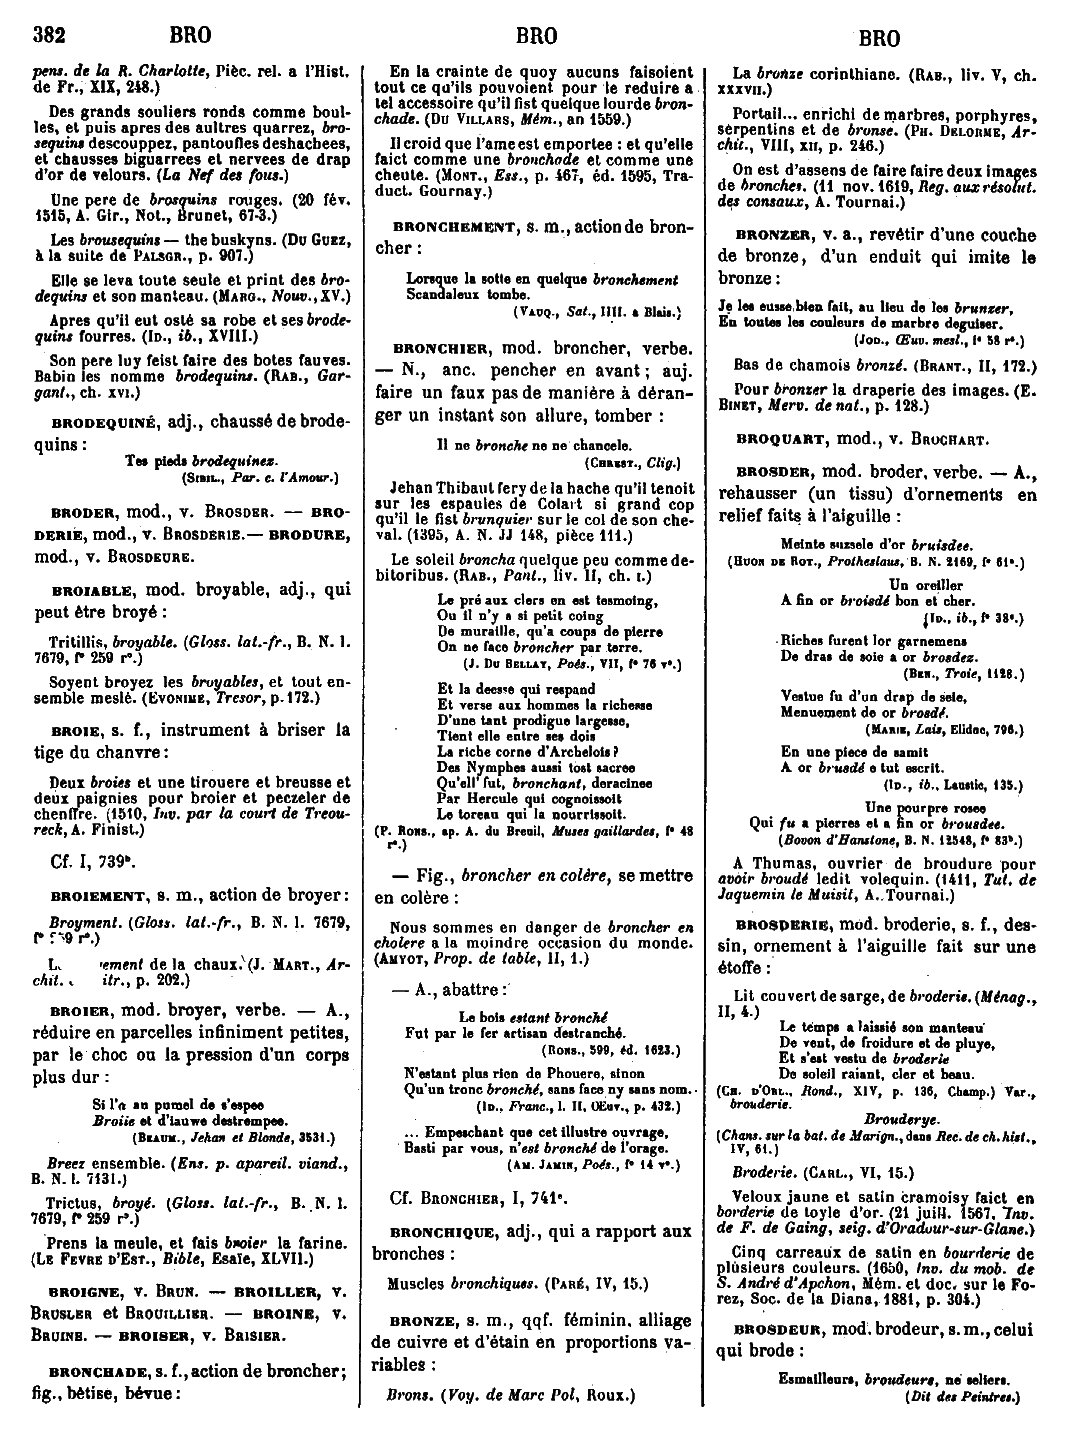 382 BRO BRO BRO
pens. de la R. Charlotte, Pièc. rel. a l'Hist.
de Fr., XIX, 248.)
Des grands souliers ronds comme boul-
les, et puis apres des aultres quarrez, bro-
sequins descouppez, pantoufles deshachees,
et chausses biguarrees et nervees de drap
d'or de velours. (La Nef des fous.)
Une pere de brosquins rouges. (20 fév.
1515, A. Gir., Not., Brunet, 67-3.)
Les brousequins — the buskyns. (DU GUEZ,
à la suite de PALSGR., p. 907.)
Elle se leva toute seule et print des bro-
dequins et son manteau. (MARG., Nouv., XV.)
Apres qu'il eut osté sa robe et ses brode-
quins fourres. (ID., ib., XVIII.)
Son pere luy feist faire des botes fauves.
Babin les nomme brodequins. (RAB., Gar-
gant., ch. XVI.)
BRODEQUINÉ, adj., chaussé de brode-
quins :
Tes pieds brodequinez.
(SIBIL., Par. c. l'Amour.)
BRODER, mod., v. BROSDER. — BRO-
DERIE, mod., v. BROSDERIE. — BRODURE,
mod., v. BROSDEURE.
BROIABLE, mod. broyable, adj., qui
peut être broyé :
Tritillis, broyable. (Gloss. lat.-fr., B. N. l.
7679, f° 259 r°.)
Soyent broyez les broyables, et tout en-
semble meslé. (EVONIME, Tresor, p. 172.)
BROIE, s. f., instrument à briser la
tige du chanvre :
Deux broies et une tirouere et breusse et
deux paignies pour broier et peczeler de
chenffre. (1510, Inv. par la court de Treou-
reck, A. Finist.)
Cf. I, 739ᵇ.
BROIEMENT, s. m., action de broyer :
Broyment. (Gloss. lat.-fr., B. N. l. 7679,
f° 9 r°.)
ement de la chaux. (J. MART., Ar-
chit. itr., p. 202.)
BROIER, mod. broyer, verbe. — A.,
réduire en parcelles infiniment petites,
par le choc ou la pression d'un corps
plus dur :
Si l'a au pumel de s'espee
Broiie et d'iauwe destrempee.
(BEAUM., Jehan et Blonde, 3531.)
Breez ensemble. (Ens. p. apareil. viand.,
B. N. l. 7131.)
Trictus, broyé. (Gloss. lat.-fr., B. N. l.
7679, f° 259 r°.)
Prens la meule, et fais broier la farine.
(LE FEVRE D'EST., Bible, Esaïe, XLVII.)
BROIGNE, v. BRUN. — BROILLER, v.
BRUSLER et BROUILLIER. — BROINE, v.
BRUINE. — BROISER, v. BRISIER.
BRONCHADE, s. f., action de broncher;
fig., bêtise, bévue :
En la crainte de quoy aucuns faisoient
tout ce qu'ils pouvoient pour le reduire a
tel accessoire qu'il fist quelque lourde bron-
chade. (DU VILLARS, Mém., an 1559.)
Il croid que l'ame est emportee : et qu'elle
faict comme une bronchade et comme une
cheute. (MONT., Ess., p. 467, éd. 1595, Tra-
duct. Gournay.)
BRONCHEMENT, s. m., action de bron-
cher :
Lorsque la sotte en quelque bronchement
Scandaleux tombe.
(VAUQ., Sat., IIII. a Blais.)
BRONCHIER, mod. broncher, verbe.
— N., anc. pencher en avant ; auj.
faire un faux pas de manière à déran-
ger un instant son allure, tomber :
Il ne bronche ne ne chancele.
(CHREST., Clig.)
Jehan Thibaut fery de la hache qu'il tenoit
sur les espaules de Colart si grand cop
qu'il le fist brunquier sur le col de son che-
val. (1395, A. N. JJ 148, pièce 111.)
Le soleil broncha quelque peu comme de-
bitoribus. (RAB., Pant., liv. II, ch. I.)
Le pré aux clers en est tesmoing,
Ou il n'y a si petit coing
De muraille, qu'a coups de pierre
On ne face broncher par terre.
(J. DU BELLAY, Poés., VII, f° 76 v°.)
Et la deesse qui respand
Et verse aux hommes la richesse
D'une tant prodigue largesse,
Tient elle entre ses dois
La riche corne d'Archelois ?
Des Nymphes aussi tost sacree
Qu'ell' fut, bronchant, deracinee
Par Hercule qui cognoissoit
Le toreau qui la nourrissoit.
(P. RONS., ap. A. du Breuil, Muses gaillardes, f° 48
r°.)
— Fig., broncher en colère, se mettre
en colère :
Nous sommes en danger de broncher en
cholere a la moindre occasion du monde.
(AMYOT, Prop. de table, II, 1.)
— A., abattre :
Le bois estant bronché
Fut par le fer artisan destranché.
(RONS., 599, éd. 1623.)
N'estant plus rien de Phouere, sinon
Qu'un tronc bronché, sans face ny sans nom.
(ID., Franc., l. II, Œuv., p. 432.)
... Empeschant que cet illustre ouvrage,
Basti par vous, n'est bronché de l'orage.
(AM. JAMIN, Poés., f° 14 v°.)
Cf. BRONCHIER, I, 741ᶜ.
BRONCHIQUE, adj., qui a rapport aux
bronches :
Muscles bronchiques. (PARÉ, IV, 15.)
BRONZE, s. m., qqf. féminin, alliage
de cuivre et d'étain en proportions va-
riables :
Brons. (Voy. de Marc Pol, Roux.)
La bronze corinthiane. (RAB., liv. V, ch.
XXXVII.)
Portail... enrichi de marbres, porphyres,
serpentins et de bronse. (PH. DELORME, Ar-
chit., VIII, XII, p. 246.)
On est d'assens de faire faire deux images
de bronches. (11 nov. 1619, Reg. aux résolut.
des consaux, A. Tournai.)
BRONZER, v. a., revêtir d'une couche
de bronze, d'un enduit qui imite le
bronze :
Je les eusse bien fait, au lieu de les brunzer,
En toutes les couleurs de marbre deguiser.
(JOD., Œuv. mesl., f° 58 r°.)
Bas de chamois bronzé. (BRANT., II, 172.)
Pour bronzer la draperie des images. (E.
BINET, Merv. de nat., p. 128.)
BROQUART, mod., v. BROCHART.
BROSDER, mod. broder, verbe. — A.,
rehausser (un tissu) d'ornements en
relief faits à l'aiguille :
Meinte suzsele d'or bruisdee.
(HUON DE ROT., Protheslaus, B. N. 2169, f° 61ᵃ.)
Un oreiller
A fin or broisdé bon et cher.
(ID., ib., f° 38ᵃ.)
Riches furent lor garnemens
De dras de soie a or brosdez.
(BEN., Troie, 1128.)
Vestue fu d'un drap de seie,
Menuement de or brosdé.
(MARIE, Lais, Eliduc, 796.)
En une piece de samit
A or brusdé e tut escrit.
(ID., ib., Laustic, 135.)
Une pourpre rosee
Qui fu a pierres et a fin or brousdee.
(Bovon d'Hanstone, B. N. 12548, f° 83ᵇ.)
A Thumas, ouvrier de broudure pour
avoir broudé ledit volequin. (1411, Tut. de
Jaquemin le Muisit, A. Tournai.)
BROSDERIE, mod. broderie, s. f., des-
sin, ornement à l'aiguille fait sur une
étoffe :
Lit couvert de sarge, de broderie. (Ménag.,
II, 4.)
Le temps a laissié son manteau
De vent, de froidure et de pluye,
Et s'est vestu de broderie
De soleil raiant, cler et beau.
(CH. D'ORL., Rond., XIV, p. 136, Champ.) Var.,
brouderie.
Brouderye.
(Chans. sur la bat. de Marign., dans Rec. de ch. hist.,
IV, 61.)
Broderie. (CARL., VI, 15.)
Veloux jaune et satin cramoisy faict en
borderie de toyle d'or. (21 juill. 1567, Inv.
de F. de Gaing, seig. d'Oradour-sur-Glane.)
Cinq carreaux de satin en bourderie de
plusieurs couleurs. (1650, Inv. du mob. de
S. André d'Apchon, Mém. et doc. sur le Fo-
rez, Soc. de la Diana, 1881, p. 304.)
BROSDEUR, mod. brodeur, s. m., celui
qui brode :
Esmailleurs, broudeurs, ne seliers.
(Dit des Peintres.)